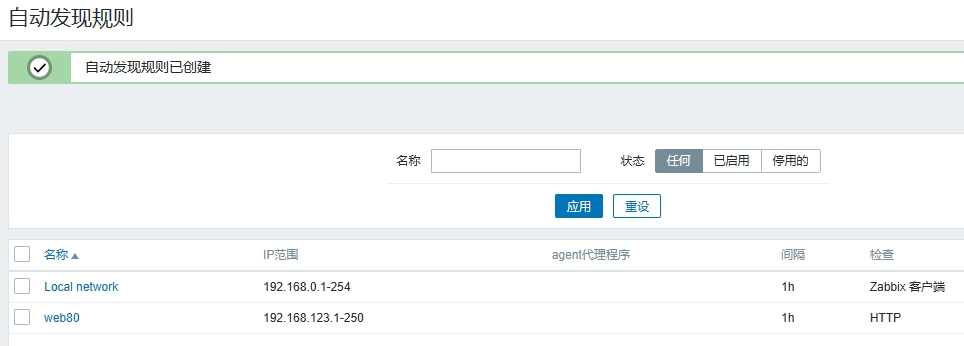 自动发现规则
自动发现规则已创建
名称 状态 任何 已启用 停用的
应用 重设
名称 IP范围 agent代理程序 间隔 检查
Local network 192.168.0.1-254 1h Zabbix 客户端
web80 192.168.123.1-250 1h HTTP